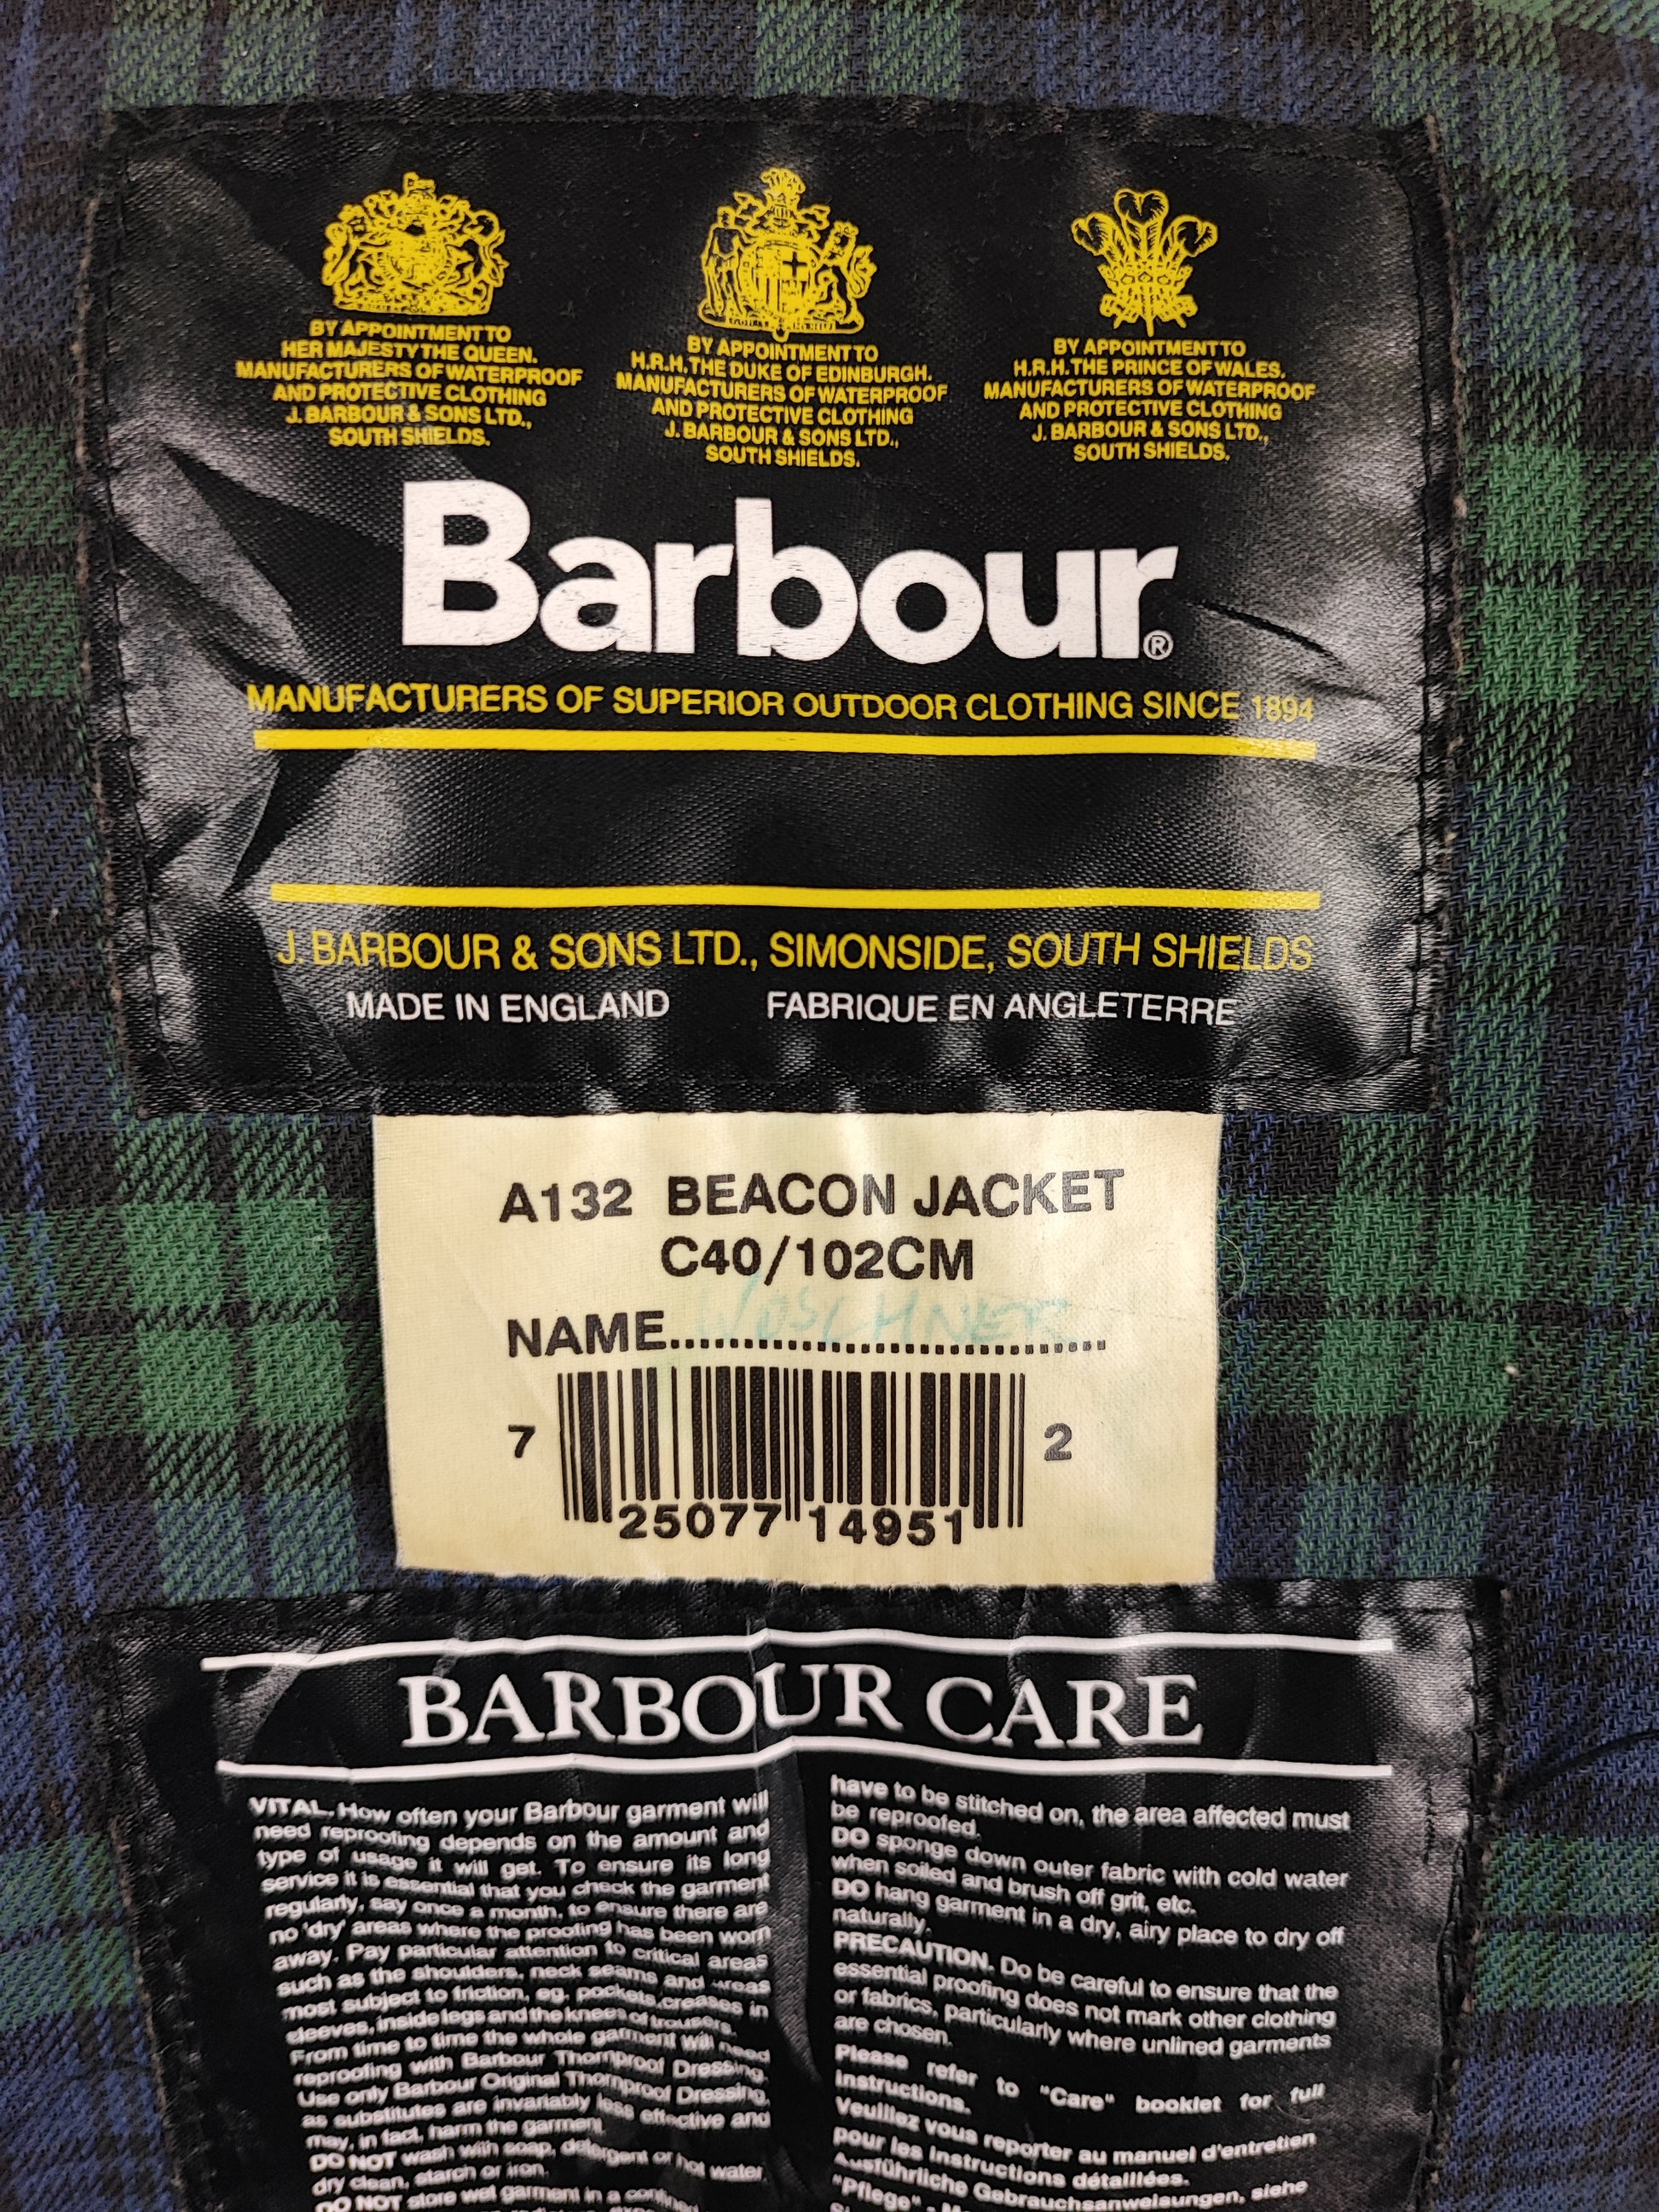 BY APPOINTMENT TO
HER MAJESTY THE QUEEN.
MANUFACTURERS OF WATERPROOF
AND PROTECTIVE CLOTHING
J. BARBOUR & SONS LTD.,
SOUTH SHIELDS.
BY APPOINTMENT TO
H.R.H. THE DUKE OF EDINBURGH.
MANUFACTURERS OF WATERPROOF
AND PROTECTIVE CLOTHING
J. BARBOUR & SONS LTD.,
SOUTH SHIELDS.
BY APPOINTMENT TO
H.R.H. THE PRINCE OF WALES.
MANUFACTURERS OF WATERPROOF
AND PROTECTIVE CLOTHING
J. BARBOUR & SONS LTD.,
SOUTH SHIELDS.
Barbour®
MANUFACTURERS OF SUPERIOR OUTDOOR CLOTHING SINCE 1894
J. BARBOUR & SONS LTD., SIMONSIDE, SOUTH SHIELDS
MADE IN ENGLAND FABRIQUE EN ANGLETERRE
A132 BEACON JACKET
C40/102CM
NAME.......... WOSCHNER
7 25077 14951 2
BARBOUR CARE
VITAL. How often your Barbour garment will
need reproofing depends on the amount and
type of usage it will get. To ensure its long
service it is essential that you check the garment
regularly, say once a month, to ensure there are
no 'dry' areas where the proofing has been worn
away. Pay particular attention to critical areas
such as the shoulders, neck seams and areas
most subject to friction, eg. pockets, creases in
sleeves, inside legs and the knees of trousers.
From time to time the whole garment will need
reproofing with Barbour Thornproof Dressing.
Use only Barbour Original Thornproof Dressing,
as substitutes are invariably less effective and
may, in fact, harm the garment.
DO NOT wash with soap, detergent or hot water,
dry clean, starch or iron.
DO NOT store wet garment in a
have to be stitched on, the area affected must
be reproofed.
DO sponge down outer fabric with cold water
when soiled and brush off grit, etc.
DO hang garment in a dry, airy place to dry off
naturally.
PRECAUTION. Do be careful to ensure that the
essential proofing does not mark other clothing
or fabrics, particularly where unlined garments
are chosen.
Please refer to "Care" booklet for full
instructions.
Veuillez vous reporter au manuel d'entretien
pour les instructions détaillées.
Ausführliche Gebrauchsanweisungen, siehe
"Pflege"